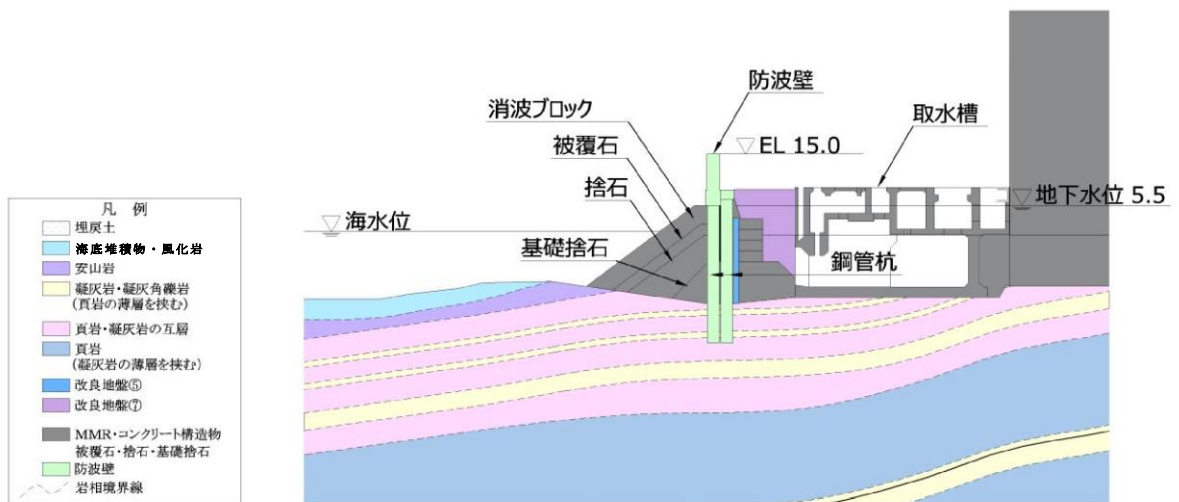 防波壁
消波ブロック
取水槽
被覆石
▽ EL 15.0
捨石
▽ 地下水位 5.5
▽ 海水位
基礎捨石
鋼管杭
凡 例
埋戻土
海底堆積物・風化岩
安山岩
凝灰岩・凝灰角礫岩
(頁岩の薄層を挟む)
頁岩・凝灰岩の互層
頁岩
(凝灰岩の薄層を挟む)
改良地盤⑤
改良地盤⑦
MMR・コンクリート構造物
被覆石・捨石・基礎捨石
防波壁
岩相境界線